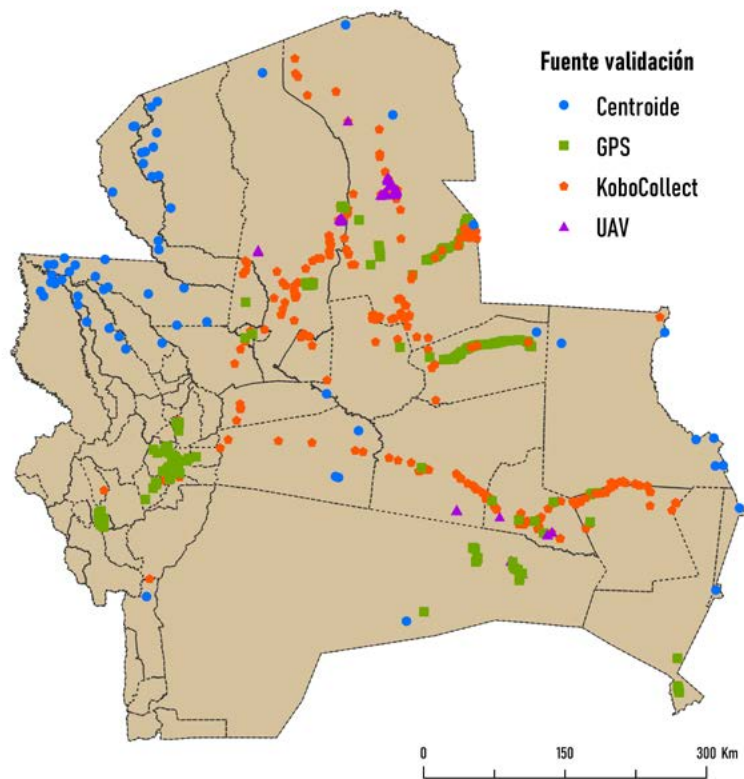 Fuente validación
Centroide
GPS
KoboCollect
UAV
0 150 300 Km